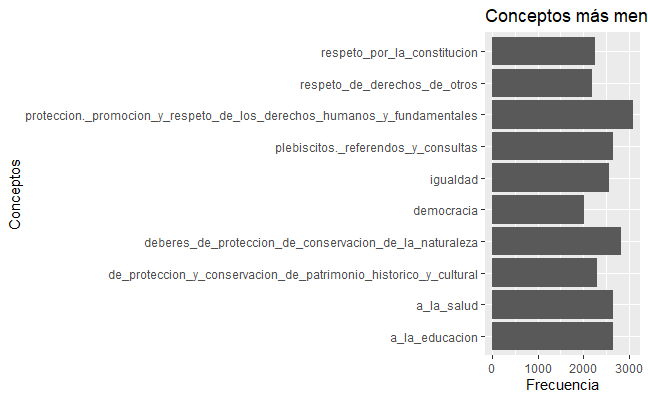 Conceptos más men
respeto_por_la_constitucion
respeto_de_derechos_de_otros
proteccion._promocion_y_respeto_de_los_derechos_humanos_y_fundamentales
plebiscitos._referendos_y_consultas
igualdad
democracia
deberes_de_proteccion_de_conservacion_de_la_naturaleza
de_proteccion_y_conservacion_de_patrimonio_historico_y_cultural
a_la_salud
a_la_educacion
Conceptos
0 1000 2000 3000
Frecuencia